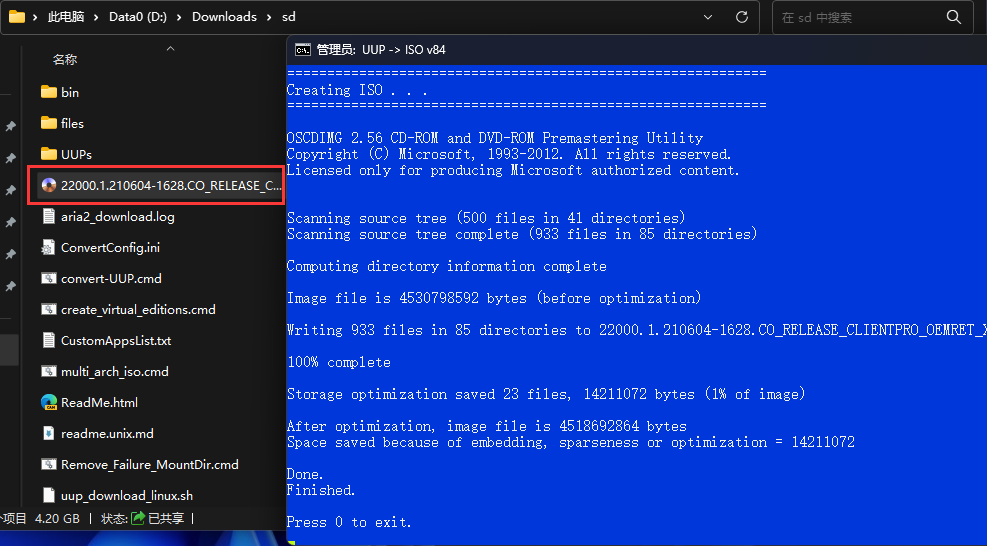 此电脑 > Data0 (D:) > Downloads > sd
在 sd 中搜索
名称
bin
files
UUPs
22000.1.210604-1628.CO_RELEASE_C...
aria2_download.log
ConvertConfig.ini
convert-UUP.cmd
create_virtual_editions.cmd
CustomAppsList.txt
multi_arch_iso.cmd
ReadMe.html
readme.unix.md
Remove_Failure_MountDir.cmd
uup_download_linux.sh
个项目 4.20 GB | 状态: 已共享 |
管理员: UUP -> ISO v84
============================================================
Creating ISO . . .
============================================================
OSCDIMG 2.56 CD-ROM and DVD-ROM Premastering Utility
Copyright (C) Microsoft, 1993-2012. All rights reserved.
Licensed only for producing Microsoft authorized content.
Scanning source tree (500 files in 41 directories)
Scanning source tree complete (933 files in 85 directories)
Computing directory information complete
Image file is 4530798592 bytes (before optimization)
Writing 933 files in 85 directories to 22000.1.210604-1628.CO_RELEASE_CLIENTPRO_OEMRET_X
100% complete
Storage optimization saved 23 files, 14211072 bytes (1% of image)
After optimization, image file is 4518692864 bytes
Space saved because of embedding, sparseness or optimization = 14211072
Done.
Finished.
Press 0 to exit.